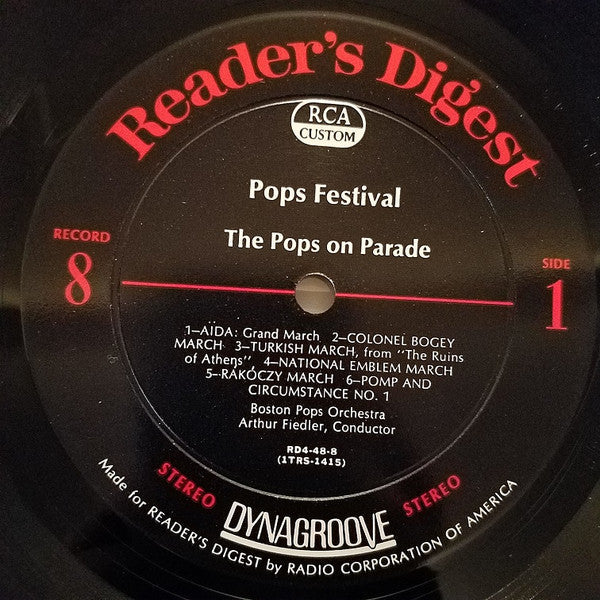 Reader's Digest
RCA
CUSTOM
Pops Festival
The Pops on Parade
RECORD
8
SIDE
1
1—AÏDA: Grand March 2—COLONEL BOGEY
MARCH 3—TURKISH MARCH, from "The Ruins
of Athens" 4—NATIONAL EMBLEM MARCH
5—RÁKÓCZY MARCH 6—POMP AND
CIRCUMSTANCE NO. 1
Boston Pops Orchestra
Arthur Fiedler, Conductor
RD4-48-8
(1TRS-1415)
STEREO
DYNAGROOVE
STEREO
Made for READER'S DIGEST by RADIO CORPORATION OF AMERICA